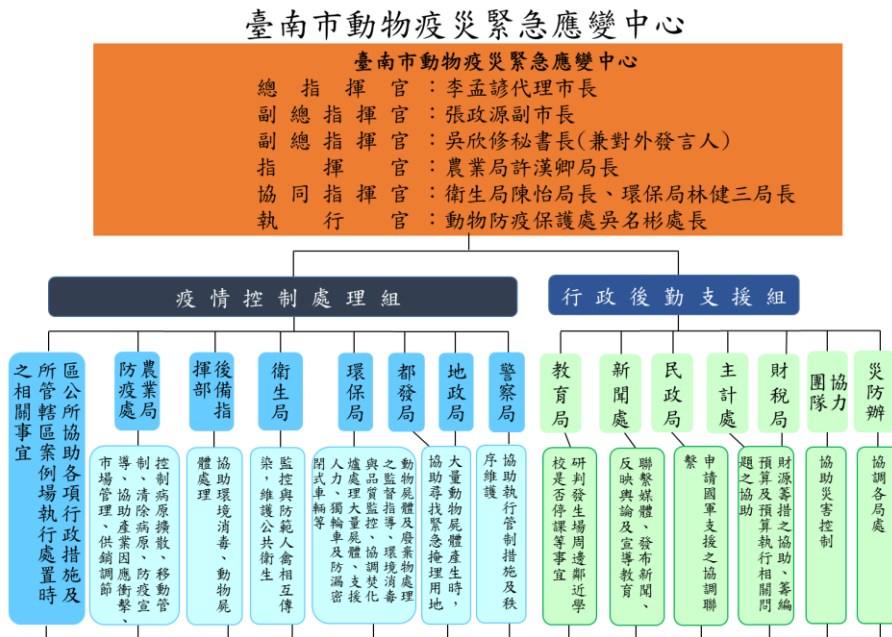 臺南市動物疫災緊急應變中心
臺南市動物疫災緊急應變中心
總指揮官：李孟諺代理市長
副總指揮官：張政源副市長
副總指揮官：吳欣修秘書長(兼對外發言人)
指揮官：農業局許漢卿局長
協同指揮官：衛生局陳怡局長、環保局林健三局長
執行官：動物防疫保護處吳名彬處長
疫情控制處理組
行政後勤支援組
區公所協助各項行政措施及
所管轄區案例場執行處置時
之相關事宜
農業局
防疫處
後備指
揮部
衛生局
環保局
都發局
地政局
警察局
教育局
新聞處
民政局
主計處
財稅局
協力
團隊
災防辦
控制病原擴散、移動管
制、清除病原、防疫宣
導、協助產業因應衝擊、
市場管理、供銷調節
協助環境消毒、動物屍
體處理
監控與防範人禽相互傳
染，維護公共衛生
動物屍體及廢棄物處理
之監督指導、環境消毒
與品質監控、協調焚化
爐處理大量屍體、支援
人力、獨輪車及防漏密
閉式車輛等
大量動物屍體產生時，
協助尋找緊急掩埋用地
協助執行管制措施及秩
序維護
研判發生場周邊鄰近學
校是否停課等事宜
聯繫媒體、發布新聞、
反映輿論及宣導教育
申請國軍支援之協調聯
繫
財源籌措之協助、籌編
預算及預算執行相關問
題之協助
協助災害控制
協調各局處